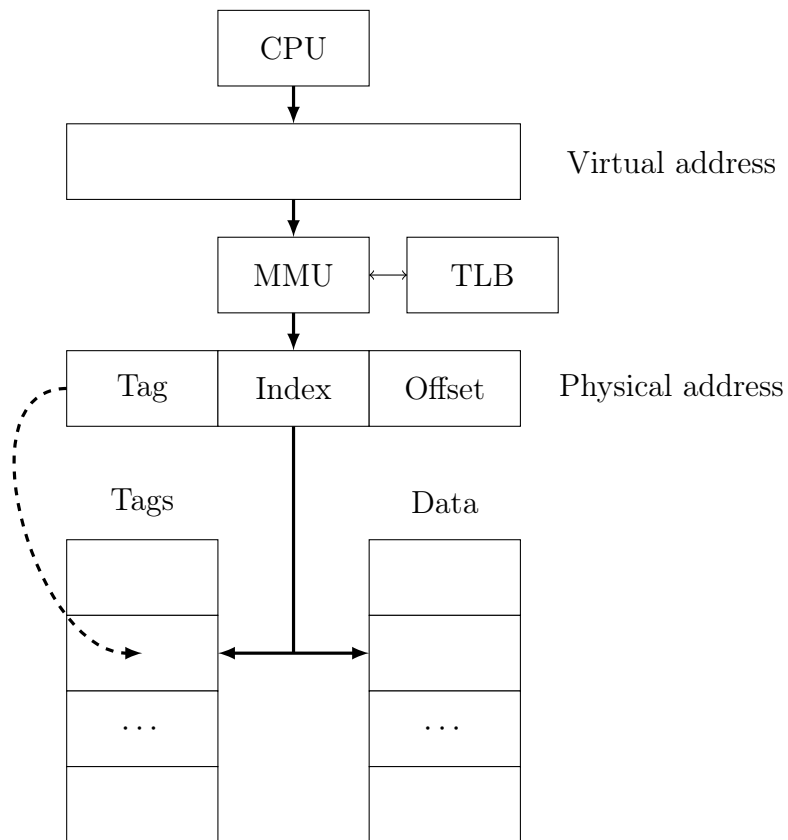 CPU
Virtual address
MMU
TLB
Tag
Index
Offset
Physical address
Tags
Data
...
...